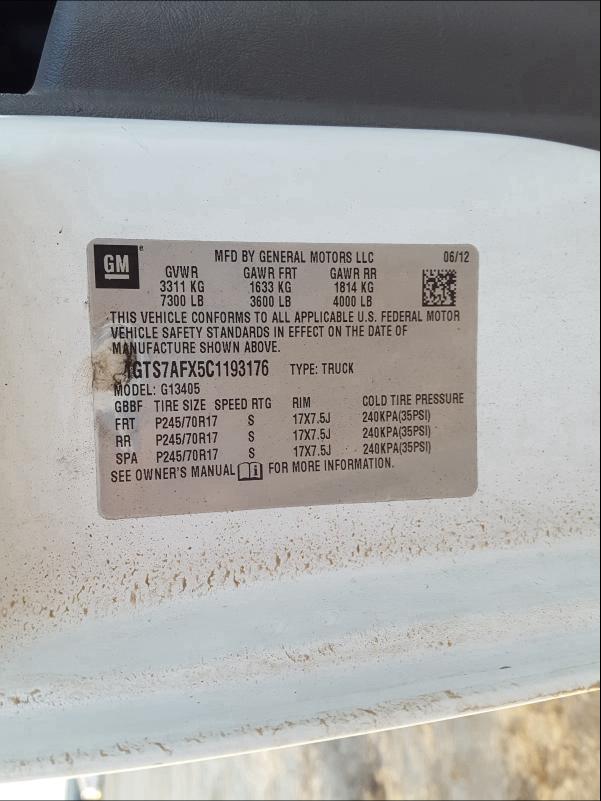 GM ® MFD BY GENERAL MOTORS LLC 06/12
GVWR GAWR FRT GAWR RR
3311 KG 1633 KG 1814 KG
7300 LB 3600 LB 4000 LB
THIS VEHICLE CONFORMS TO ALL APPLICABLE U.S. FEDERAL MOTOR
VEHICLE SAFETY STANDARDS IN EFFECT ON THE DATE OF
MANUFACTURE SHOWN ABOVE.
1GTS7AFX5C1193176 TYPE: TRUCK
MODEL: G13405
GBBF TIRE SIZE SPEED RTG RIM COLD TIRE PRESSURE
FRT P245/70R17 S 17X7.5J 240KPA(35PSI)
RR P245/70R17 S 17X7.5J 240KPA(35PSI)
SPA P245/70R17 S 17X7.5J 240KPA(35PSI)
SEE OWNER'S MANUAL FOR MORE INFORMATION.